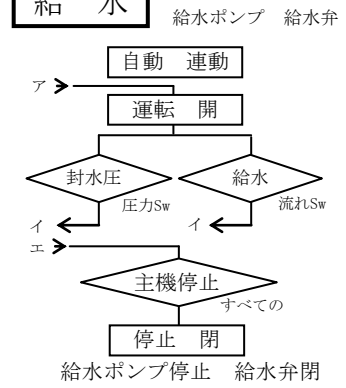 給 水
給水ポンプ 給水弁
自動 連動
ア
運転 開
封水圧 給水
圧力Sw 流れSw
イ イ
エ
主機停止
すべての
停止 閉
給水ポンプ停止 給水弁閉